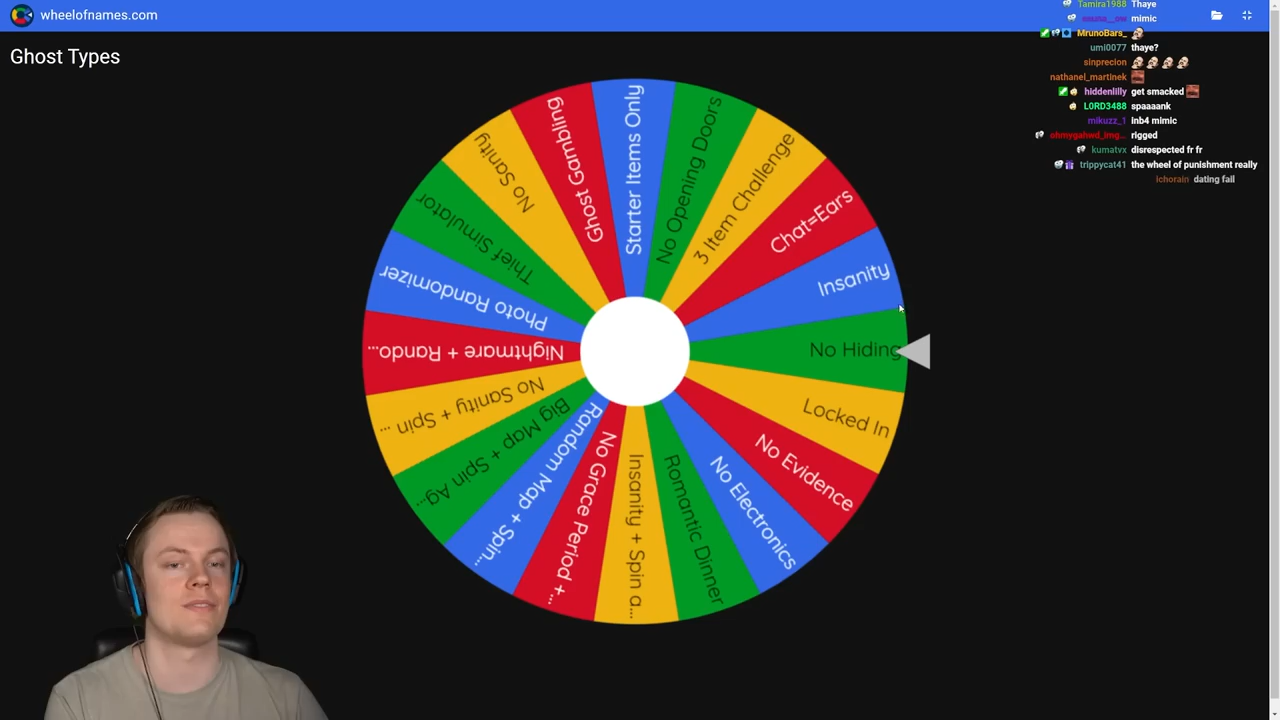 wheelofnames.com
Ghost Types
Starter Items Only
No Opening Doors
3 Item Challenge
Chat=Ears
Insanity
No Hiding
Locked In
No Evidence
No Electronics
Romantic Dinner
Insanity + Spin a...
No Grace Period +...
Random Map + Spin...
Big Map + Spin Ag...
No Sanity + Spin ...
Nightmare + Rando...
Photo Randomizer
Thief Simulator
No Sanity
Ghost Gambling
Tamira1988 Thaye
mimic
MrunoBars_
umi0077 thaye?
sinprecion
nathanel_martinek
hiddenlilly get smacked
L0RD3488 spaaaank
mikuzz_1 inb4 mimic
ohmygahwd_img... rigged
kumatvx disrespected fr fr
trippycat41 the wheel of punishment really
ichorain dating fail